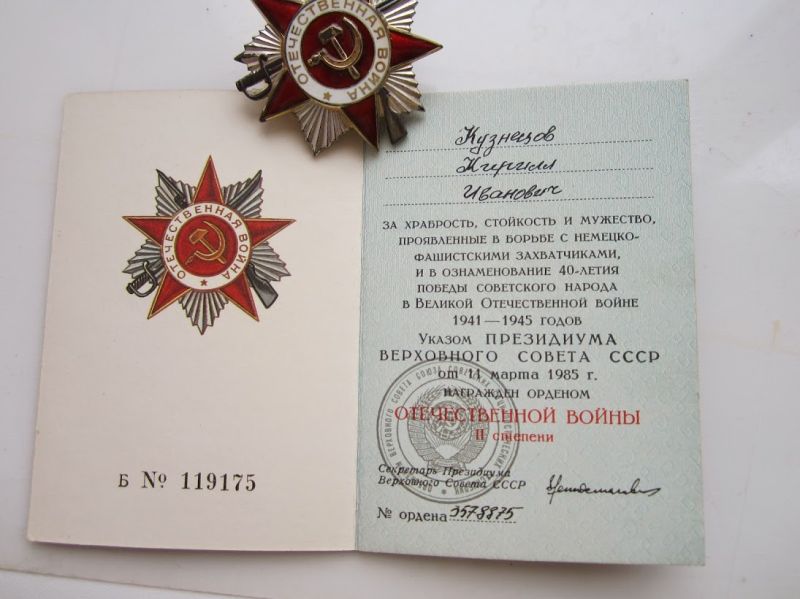 ОТЕЧЕСТВЕННАЯ ВОЙНА
ОТЕЧЕСТВЕННАЯ ВОЙНА
Б № 119175
Кузнецов
Кирилл
Иванович
ЗА ХРАБРОСТЬ, СТОЙКОСТЬ И МУЖЕСТВО,
ПРОЯВЛЕННЫЕ В БОРЬБЕ С НЕМЕЦКО-
ФАШИСТСКИМИ ЗАХВАТЧИКАМИ,
И В ОЗНАМЕНОВАНИЕ 40-ЛЕТИЯ
ПОБЕДЫ СОВЕТСКОГО НАРОДА
В ВЕЛИКОЙ ОТЕЧЕСТВЕННОЙ ВОЙНЕ
1941—1945 ГОДОВ
УКАЗОМ ПРЕЗИДИУМА
ВЕРХОВНОГО СОВЕТА СССР
от 11 марта 1985 г.
НАГРАЖДЕН ОРДЕНОМ
ОТЕЧЕСТВЕННОЙ ВОЙНЫ
II степени
Секретарь Президиума
Верховного Совета СССР
№ ордена 3578875